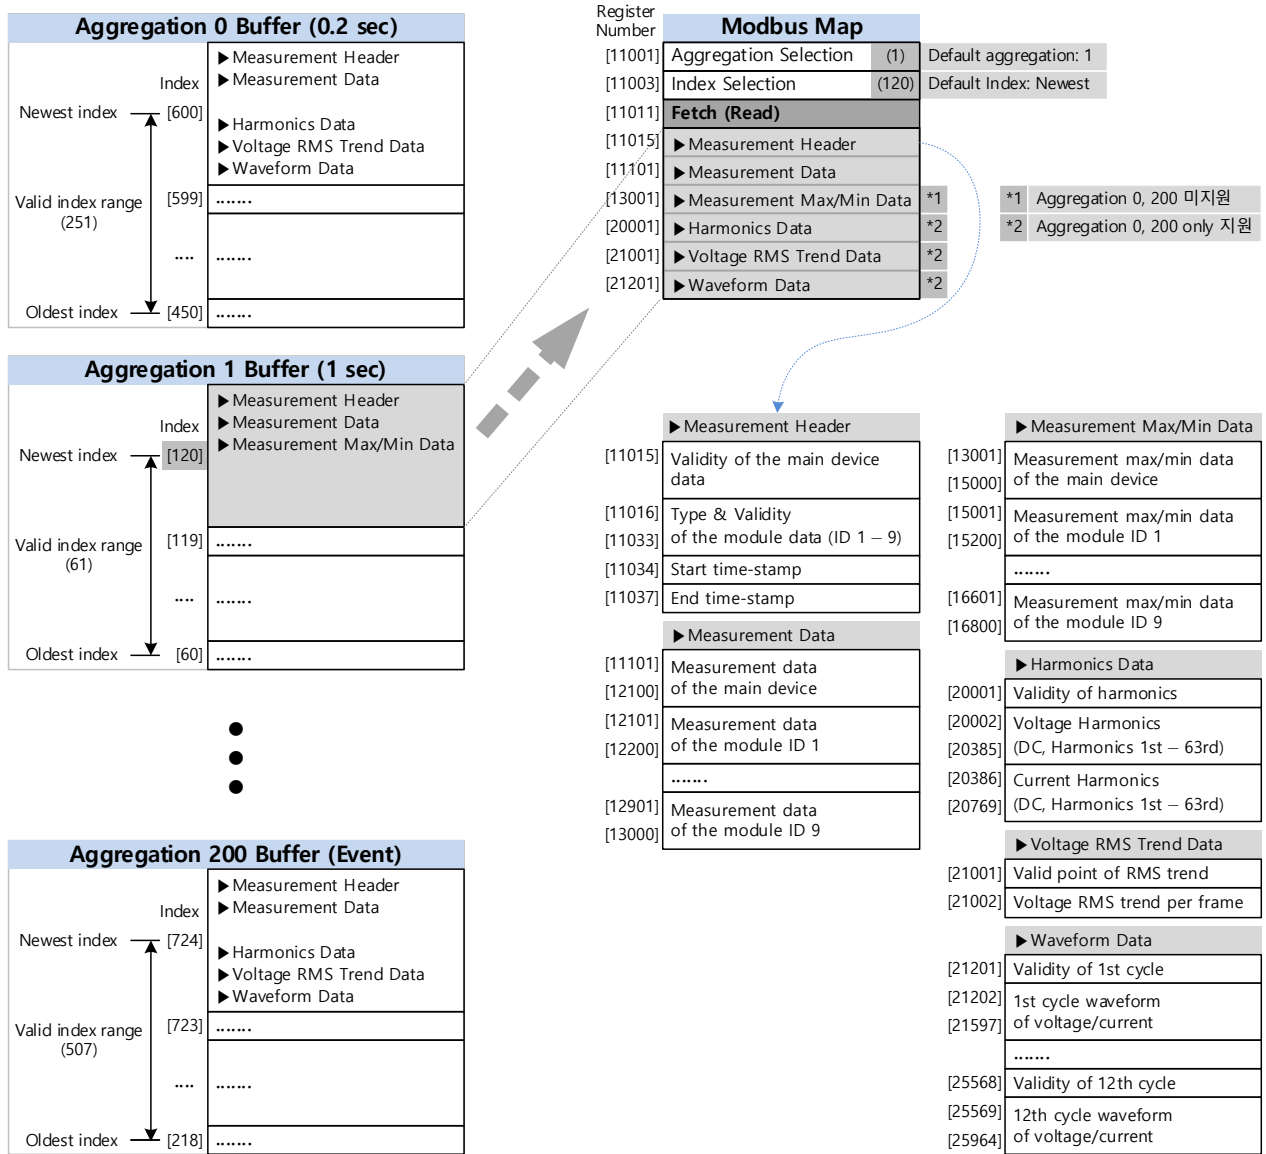 Aggregation 0 Buffer (0.2 sec)
Index
▶Measurement Header
▶Measurement Data
Newest index
[600]
▶Harmonics Data
▶Voltage RMS Trend Data
▶Waveform Data
Valid index range
(251)
[599]
.......
....
.......
Oldest index
[450]
.......
Aggregation 1 Buffer (1 sec)
Index
▶Measurement Header
▶Measurement Data
▶Measurement Max/Min Data
Newest index
[120]
Valid index range
(61)
[119]
.......
....
.......
Oldest index
[60]
.......
Aggregation 200 Buffer (Event)
Index
▶Measurement Header
▶Measurement Data
Newest index
[724]
▶Harmonics Data
▶Voltage RMS Trend Data
▶Waveform Data
Valid index range
(507)
[723]
.......
....
.......
Oldest index
[218]
.......
Register
Number
Modbus Map
[11001] Aggregation Selection (1) Default aggregation: 1
[11003] Index Selection (120) Default Index: Newest
[11011] Fetch (Read)
[11015] ▶Measurement Header
[11101] ▶Measurement Data
[13001] ▶Measurement Max/Min Data *1
[20001] ▶Harmonics Data *2
[21001] ▶Voltage RMS Trend Data *2
[21201] ▶Waveform Data *2
*1 Aggregation 0, 200 미지원
*2 Aggregation 0, 200 only 지원
▶Measurement Header
[11015] Validity of the main device
data
[11016] Type & Validity
[11033] of the module data (ID 1 – 9)
[11034] Start time-stamp
[11037] End time-stamp
▶Measurement Data
[11101] Measurement data
[12100] of the main device
[12101] Measurement data
[12200] of the module ID 1
.......
[12901] Measurement data
[13000] of the module ID 9
▶Measurement Max/Min Data
[13001] Measurement max/min data
[15000] of the main device
[15001] Measurement max/min data
[15200] of the module ID 1
.......
[16601] Measurement max/min data
[16800] of the module ID 9
▶Harmonics Data
[20001] Validity of harmonics
[20002] Voltage Harmonics
[20385] (DC, Harmonics 1st – 63rd)
[20386] Current Harmonics
[20769] (DC, Harmonics 1st – 63rd)
▶Voltage RMS Trend Data
[21001] Valid point of RMS trend
[21002] Voltage RMS trend per frame
▶Waveform Data
[21201] Validity of 1st cycle
[21202] 1st cycle waveform
[21597] of voltage/current
.......
[25568] Validity of 12th cycle
[25569] 12th cycle waveform
[25964] of voltage/current